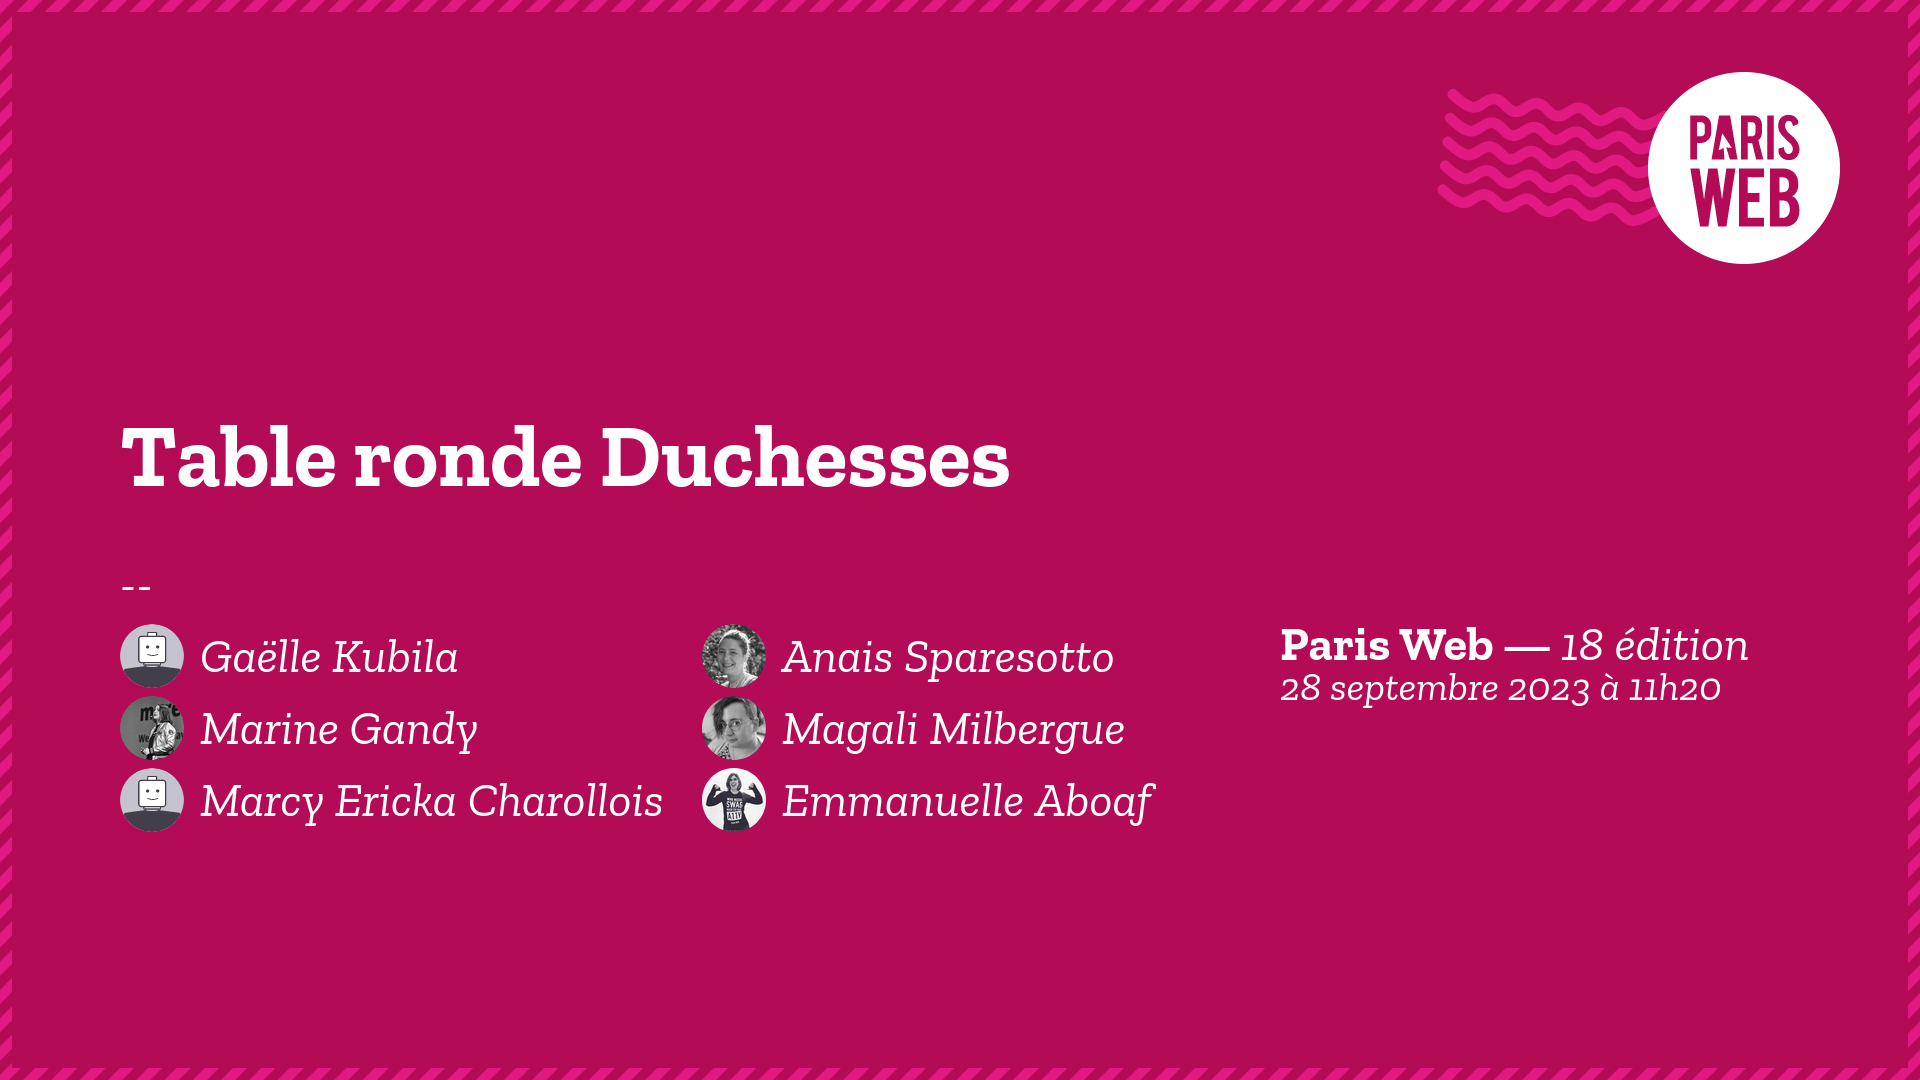 PARIS
WEB
Table ronde Duchesses
--
Gaëlle Kubila
Marine Gandy
Marcy Ericka Charollois
Anais Sparesotto
Magali Milbergue
Emmanuelle Aboaf
Paris Web — 18 édition
28 septembre 2023 à 11h20